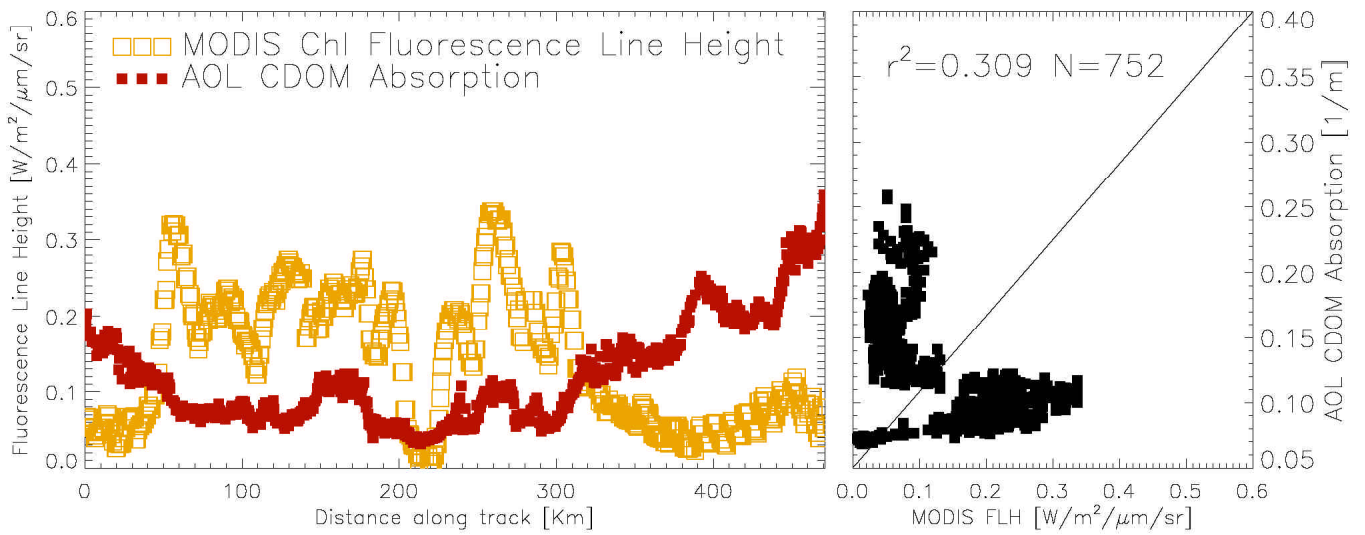 MODIS Chl Fluorescence Line Height
AOL CDOM Absorption
Fluorescence Line Height [W/m²/μm/sr]
0.6
0.5
0.4
0.3
0.2
0.1
0.0
0 100 200 300 400
Distance along track [Km]
r²=0.309 N=752
0.40
0.35
0.30
0.25
0.20
0.15
0.10
0.05
AOL CDOM Absorption [1/m]
0.0 0.1 0.2 0.3 0.4 0.5 0.6
MODIS FLH [W/m²/μm/sr]